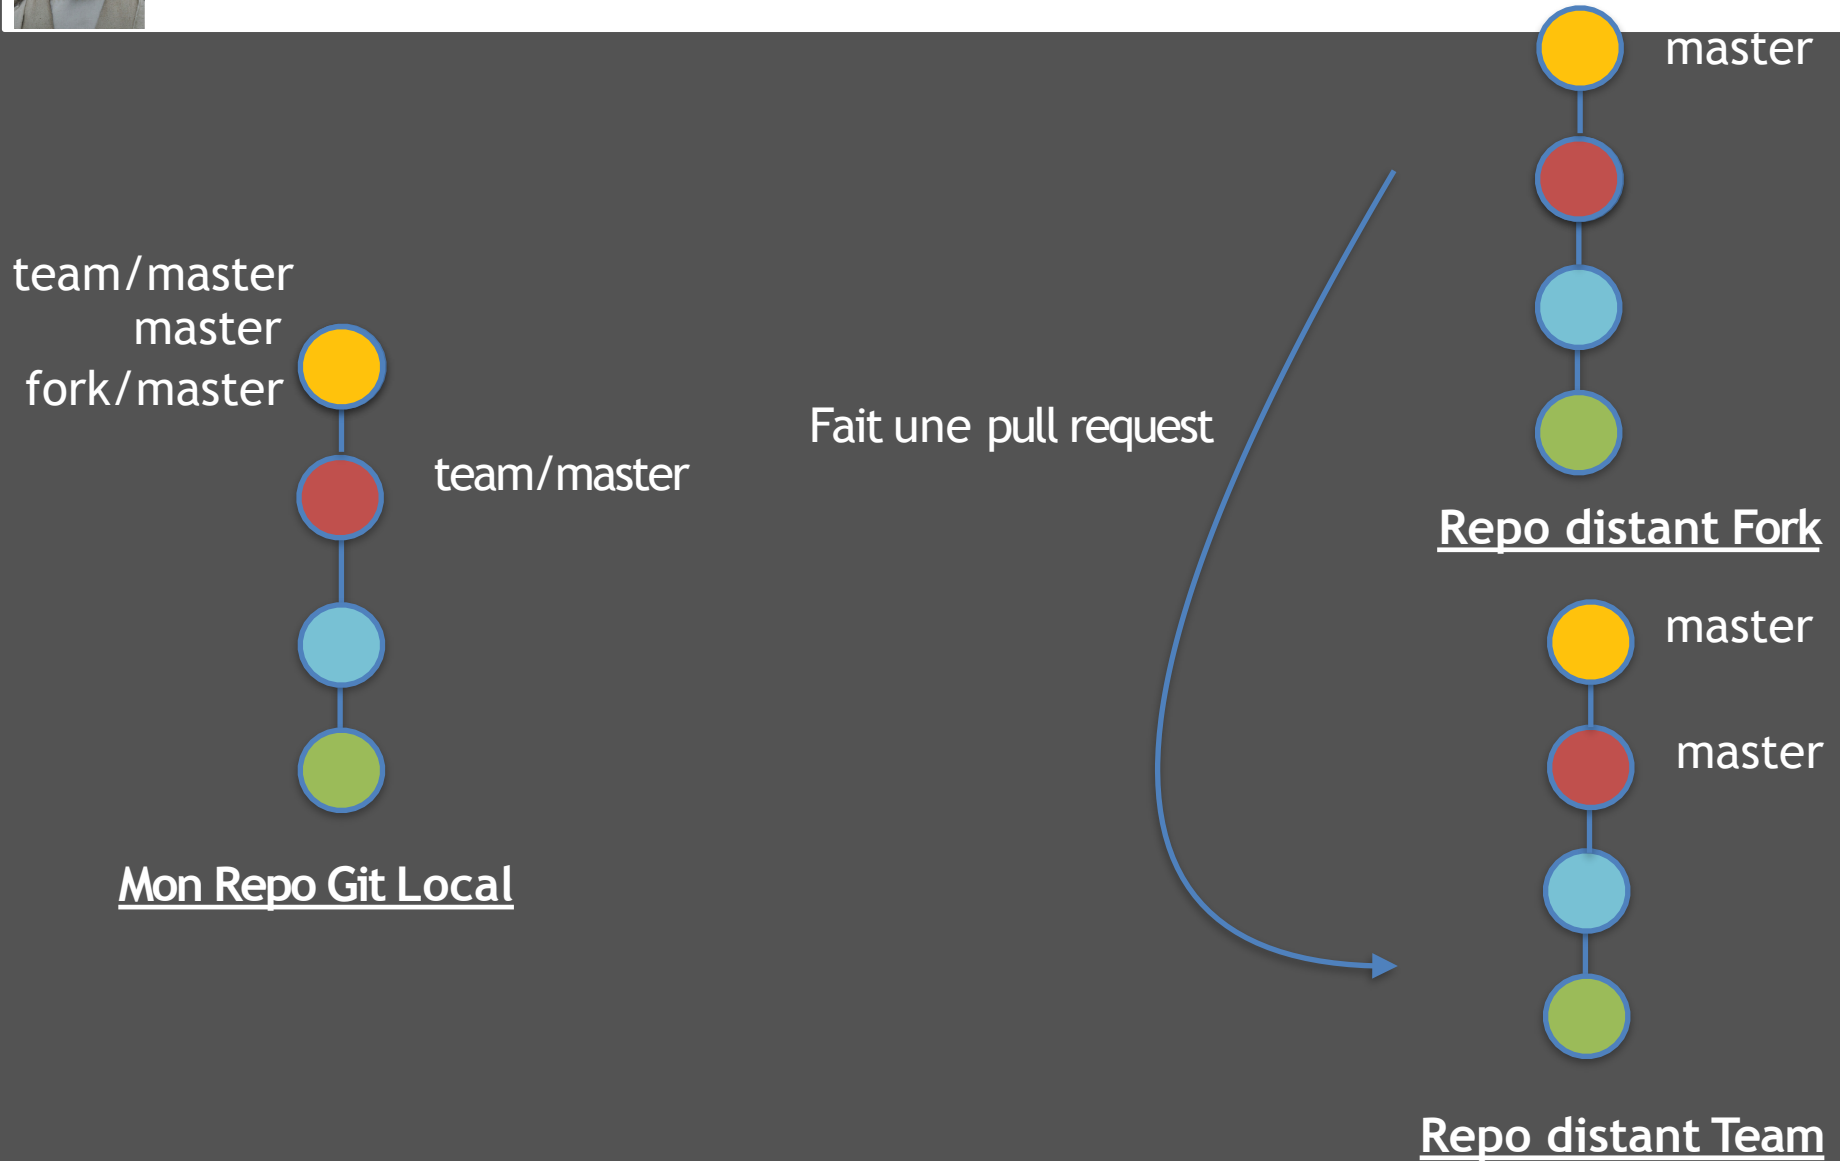 master
team/master
master
fork/master
Fait une pull request
team/master
Repo distant Fork
master
master
Mon Repo Git Local
Repo distant Team